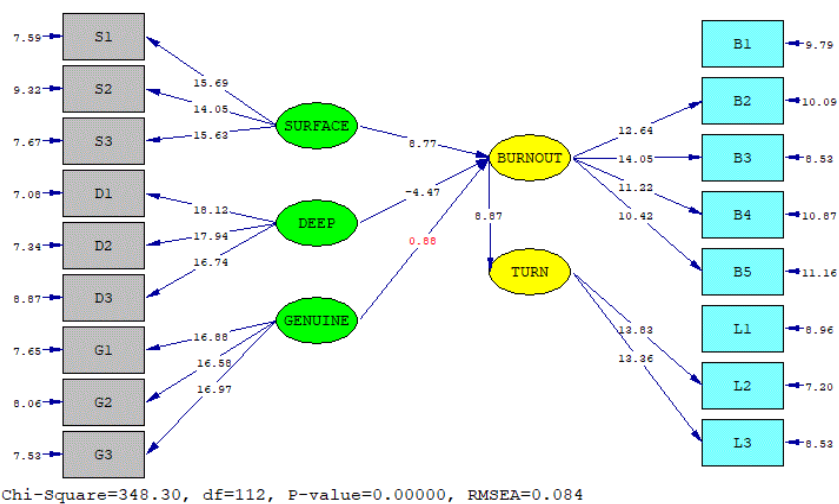 7.59 S1
9.32 S2
7.67 S3
7.08 D1
7.34 D2
8.87 D3
7.65 G1
8.06 G2
7.53 G3
15.69
14.05
15.63
18.12
17.94
16.74
16.88
16.58
16.97
SURFACE
DEEP
GENUINE
8.77
-4.47
0.88
BURNOUT
8.87
TURN
12.64
14.05
11.22
10.42
13.83
13.36
B1 9.79
B2 10.09
B3 8.53
B4 10.87
B5 11.16
L1 8.96
L2 7.20
L3 8.53
Chi-Square=348.30, df=112, P-value=0.00000, RMSEA=0.084